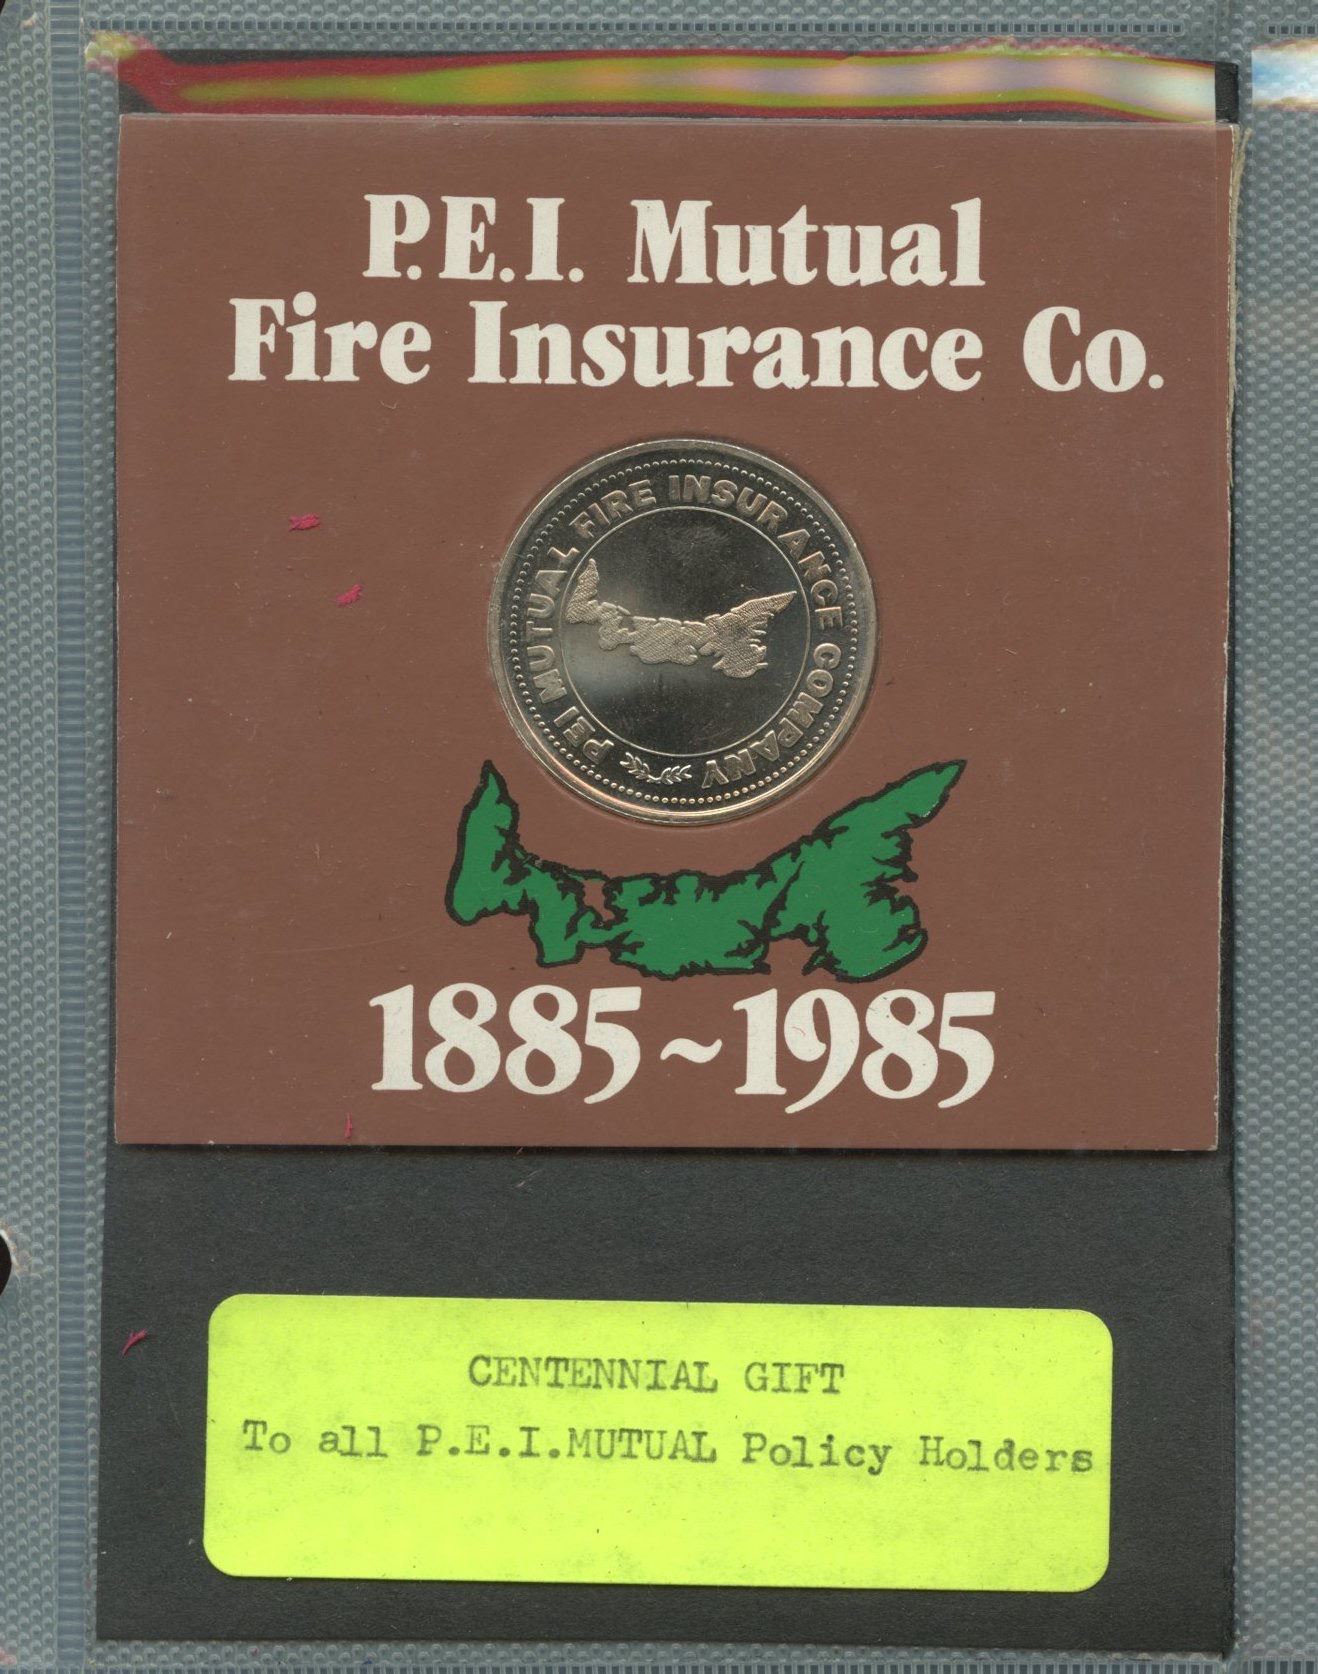 P.E.I. Mutual
Fire Insurance Co.
PEI MUTUAL FIRE INSURANCE COMPANY
1885~1985
CENTENNIAL GIFT
To all P.E.I.MUTUAL Policy Holders